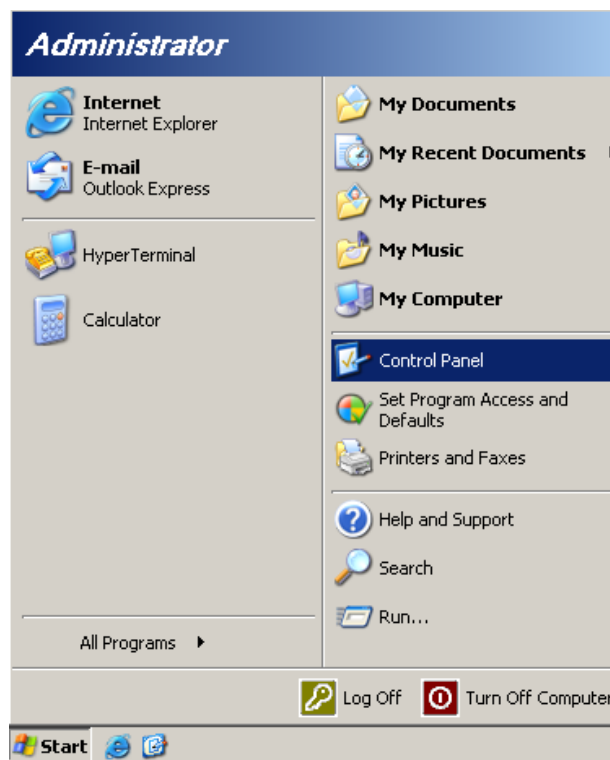 Administrator
Internet
Internet Explorer
E-mail
Outlook Express
HyperTerminal
Calculator
All Programs
My Documents
My Recent Documents
My Pictures
My Music
My Computer
Control Panel
Set Program Access and
Defaults
Printers and Faxes
Help and Support
Search
Run...
Log Off
Turn Off Computer
Start